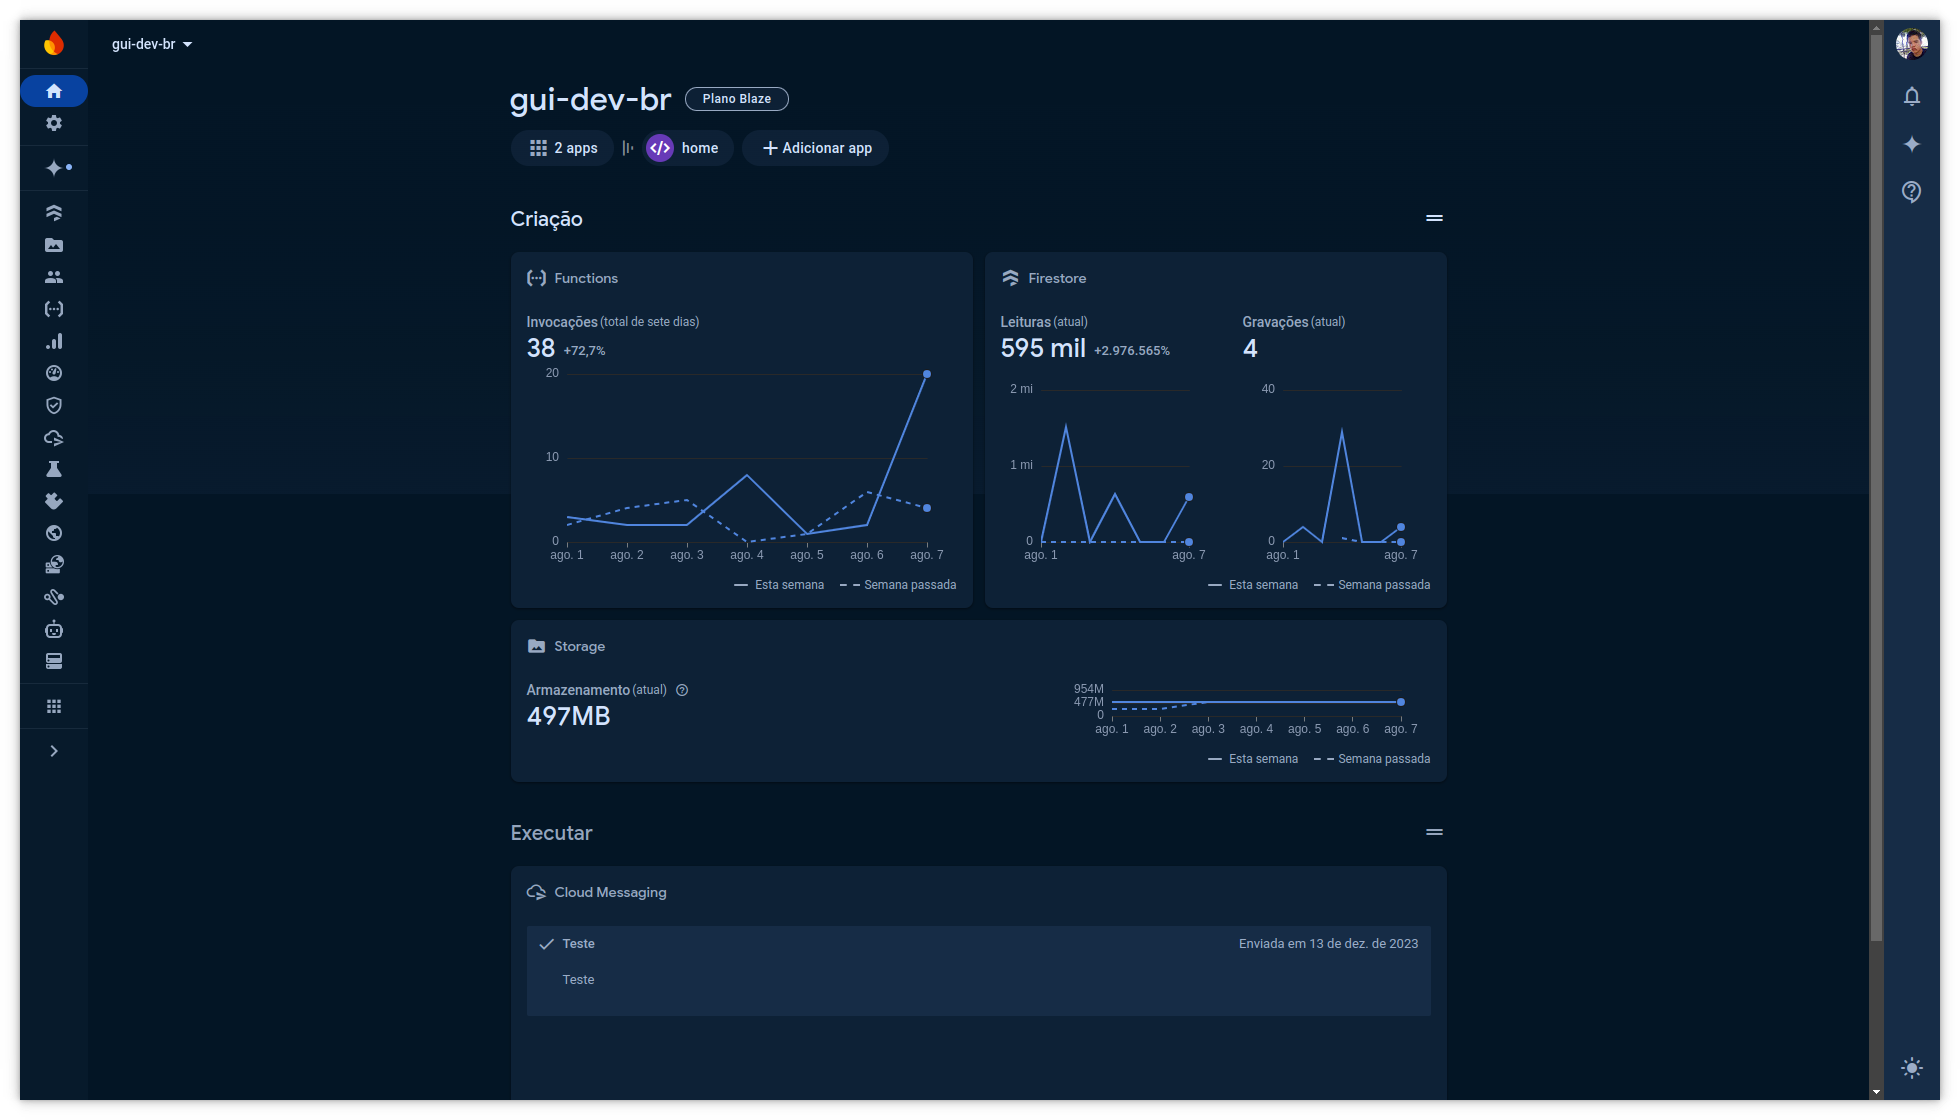 gui-dev-br
gui-dev-br Plano Blaze
2 apps home Adicionar app
Criação
Functions
Invocações (total de sete dias)
38 +72,7%
20
10
0
ago. 1 ago. 2 ago. 3 ago. 4 ago. 5 ago. 6 ago. 7
Esta semana Semana passada
Firestore
Leituras (atual)
595 mil +2.976.565%
2 mi
1 mi
0
ago. 1 ago. 7
Gravações (atual)
4
40
20
0
ago. 1 ago. 7
Esta semana Semana passada
Storage
Armazenamento (atual)
497MB
954M
477M
0
ago. 1 ago. 2 ago. 3 ago. 4 ago. 5 ago. 6 ago. 7
Esta semana Semana passada
Executar
Cloud Messaging
Teste Enviada em 13 de dez. de 2023
Teste